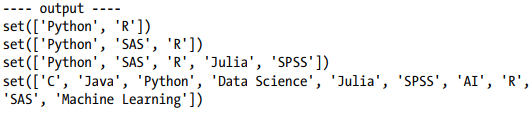 ---- output ----
set(['Python', 'R'])
set(['Python', 'SAS', 'R'])
set(['Python', 'SAS', 'R', 'Julia', 'SPSS'])
set(['C', 'Java', 'Python', 'Data Science', 'Julia', 'SPSS', 'AI', 'R',
'SAS', 'Machine Learning'])